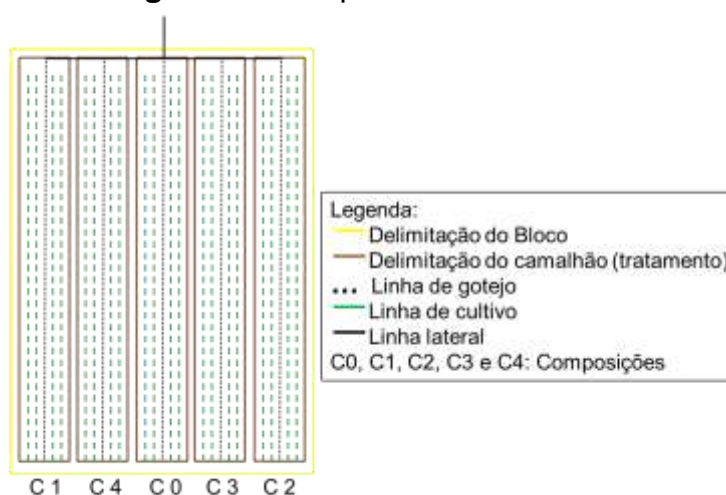 C 1 C 4 C 0 C 3 C 2
Legenda:
Delimitação do Bloco
Delimitação do camalhão (tratamento)
Linha de gotejo
Linha de cultivo
Linha lateral
C0, C1, C2, C3 e C4: Composições